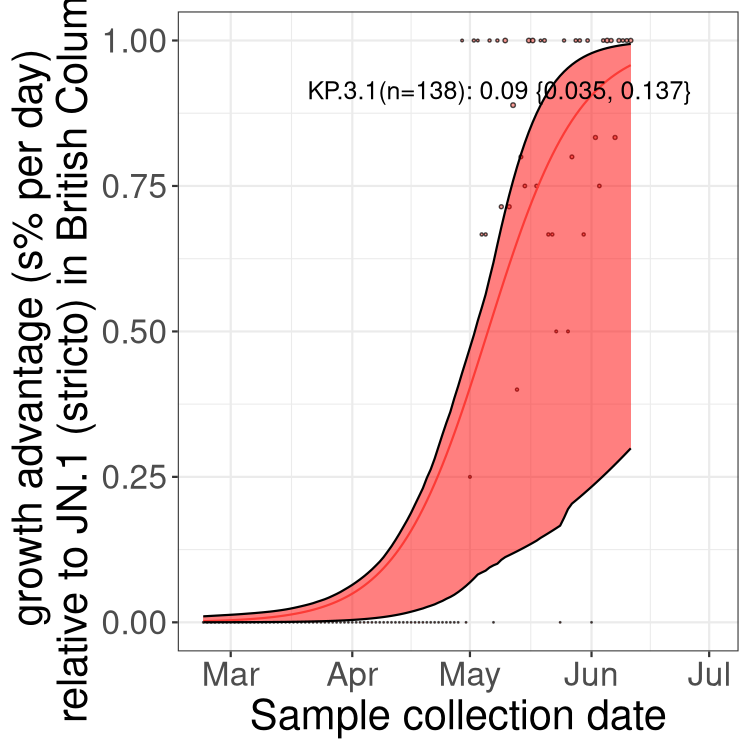 growth advantage (s% per day)
relative to JN.1 (stricto) in British Colum
1.00
0.75
0.50
0.25
0.00
KP.3.1(n=138): 0.09 {0.035, 0.137}
Mar Apr May Jun Jul
Sample collection date